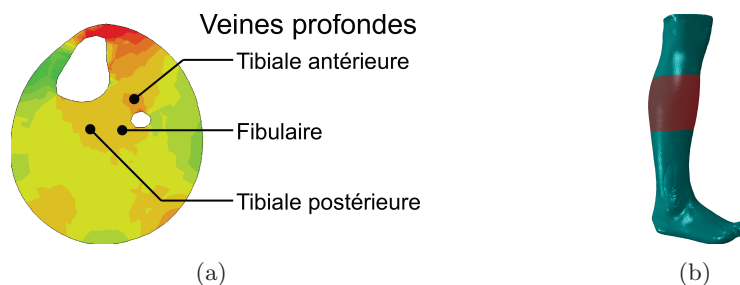 Veines profondes
Tibiale antérieure
Fibulaire
Tibiale postérieure
(a)
(b)